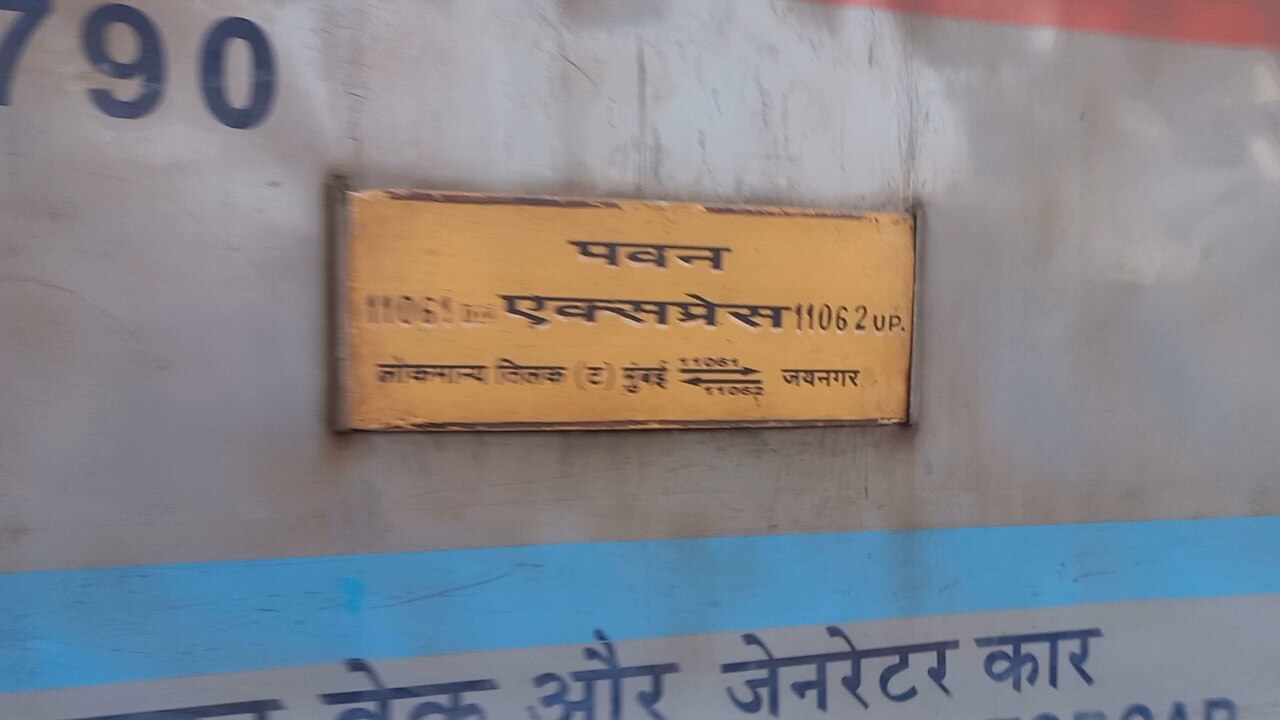 790
पवन
11061 DN एक्सप्रेस 11062 UP.
लोकमान्य तिलक (ट) मुंबई 11061 11062 जयनगर
ब्रेक और जेनरेटर कार